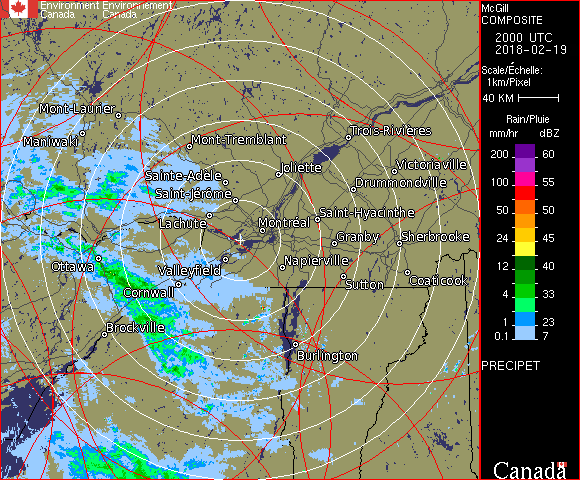 Environment Environnement
Canada Canada
McGill
COMPOSITE
2000 UTC
2018-02-19
Scale/Échelle:
1km/Pixel
40 KM
Rain/Pluie
mm/hr dBZ
200 60
100 55
50 50
24 45
12 40
4 33
1 23
0.1 7
PRECIPET
Canada
Mont-Laurier
Maniwaki
Mont-Tremblant
Trois-Rivières
Sainte-Adèle
Joliette
Victoriaville
Saint-Jérôme
Drummondville
Lachute
Montréal
Saint-Hyacinthe
Granby
Sherbrooke
Ottawa
Valleyfield
Napierville
Cornwall
Sutton
Coaticook
Brockville
Burlington